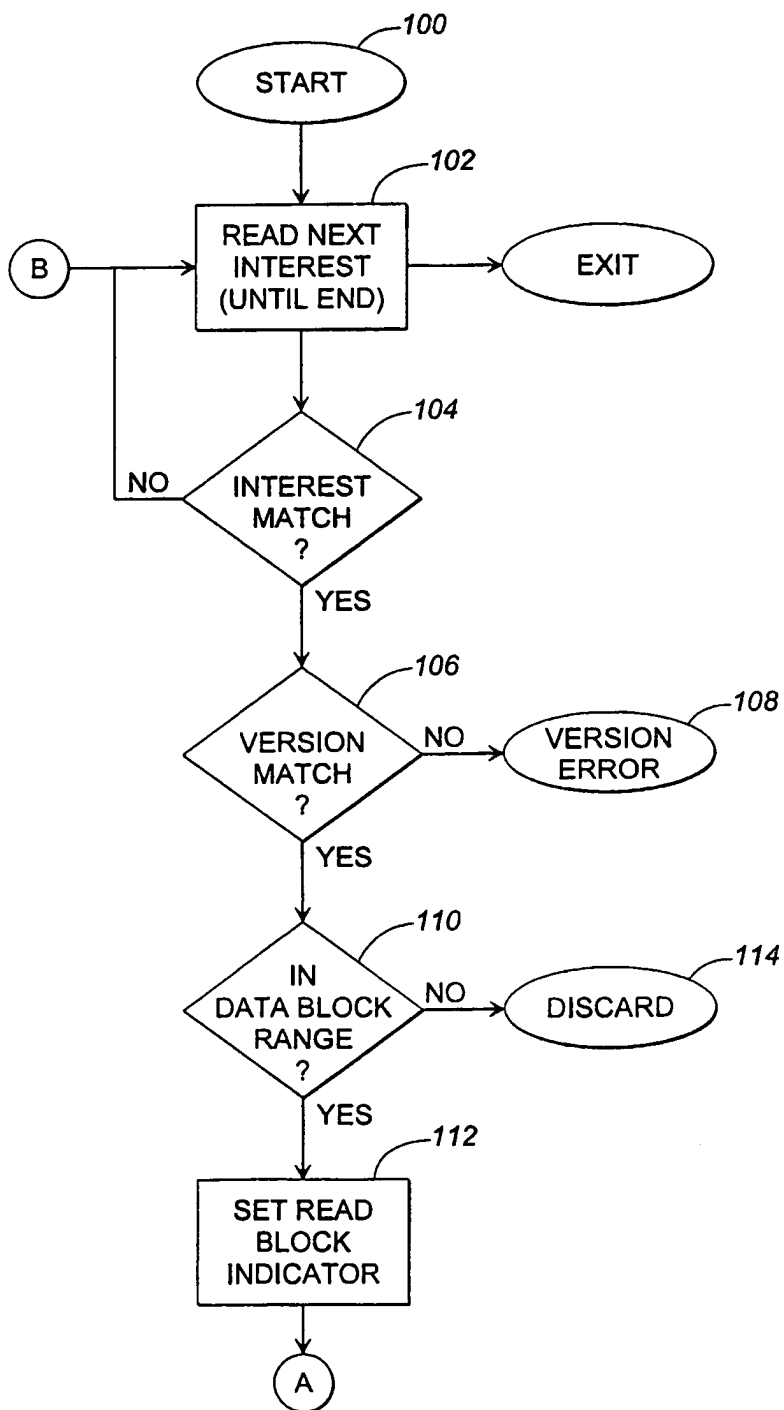 100
START
102
READ NEXT
INTEREST
(UNTIL END)
B
EXIT
104
INTEREST
MATCH
?
NO
YES
106
VERSION
MATCH
?
NO
108
VERSION
ERROR
YES
110
IN
DATA BLOCK
RANGE
?
NO
114
DISCARD
YES
112
SET READ
BLOCK
INDICATOR
A